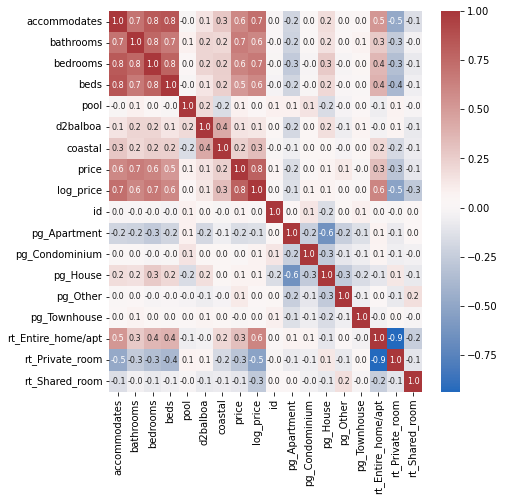 accommodates 1.0 0.7 0.8 0.8 -0.0 0.1 0.3 0.6 0.7 0.0 -0.2 0.0 0.2 0.0 0.0 0.5 -0.5 -0.1
bathrooms 0.7 1.0 0.8 0.7 0.1 0.2 0.2 0.7 0.6 -0.0 -0.2 0.0 0.2 -0.0 0.1 0.3 -0.3 -0.0
bedrooms 0.8 0.8 1.0 0.8 0.0 0.2 0.2 0.6 0.7 -0.0 -0.3 -0.0 0.3 -0.0 0.0 0.4 -0.3 -0.1
beds 0.8 0.7 0.8 1.0 -0.0 0.1 0.2 0.5 0.6 0.0 -0.2 -0.0 0.2 -0.0 0.0 0.4 -0.4 -0.1
pool -0.0 0.1 0.0 -0.0 1.0 0.2 -0.2 0.1 0.0 0.1 0.1 0.1 -0.2 -0.0 0.0 -0.1 0.1 -0.0
d2balboa 0.1 0.2 0.2 0.1 0.2 1.0 0.4 0.1 0.1 0.0 -0.2 0.0 0.2 -0.1 0.1 -0.0 0.1 -0.1
coastal 0.3 0.2 0.2 0.2 -0.2 0.4 1.0 0.2 0.3 -0.0 -0.1 0.0 0.0 -0.0 0.0 0.2 -0.2 -0.1
price 0.6 0.7 0.6 0.5 0.1 0.1 0.2 1.0 0.8 0.0 -0.2 0.0 0.1 0.1 0.0 0.3 -0.3 -0.1
log_price 0.7 0.6 0.7 0.6 0.0 0.1 0.3 0.8 1.0 0.0 -0.1 0.1 0.1 0.0 0.0 0.6 -0.5 -0.3
id 0.0 -0.0 -0.0 0.0 0.1 0.0 -0.0 0.0 0.0 1.0 0.0 0.1 -0.2 0.0 0.1 0.0 -0.0 0.0
pg_Apartment -0.2 -0.2 -0.3 -0.2 0.1 -0.2 -0.1 -0.2 -0.1 0.0 1.0 -0.2 -0.6 -0.2 -0.1 0.0 -0.1 0.0
pg_Condominium 0.0 0.0 -0.0 -0.0 0.1 0.0 0.0 0.0 0.1 0.1 -0.2 1.0 -0.3 -0.1 -0.0 0.1 -0.1 -0.0
pg_House 0.2 0.2 0.3 0.2 -0.2 0.2 0.0 0.1 0.1 -0.2 -0.6 -0.3 1.0 -0.3 -0.2 -0.1 0.1 -0.1
pg_Other 0.0 -0.0 -0.0 -0.0 -0.0 -0.1 -0.0 0.1 0.0 0.0 -0.2 -0.1 -0.3 1.0 -0.1 -0.0 -0.1 0.2
pg_Townhouse 0.0 0.1 0.0 0.0 0.0 0.1 0.0 0.0 0.0 0.1 -0.1 -0.0 -0.2 -0.1 1.0 -0.0 0.0 -0.0
rt_Entire_home/apt 0.5 0.3 0.4 0.4 -0.1 -0.0 0.2 0.3 0.6 0.0 0.0 0.1 -0.1 -0.0 -0.0 1.0 -0.9 -0.2
rt_Private_room -0.5 -0.3 -0.3 -0.4 0.1 0.1 -0.2 -0.3 -0.5 -0.0 -0.1 -0.1 0.1 -0.1 0.0 -0.9 1.0 -0.1
rt_Shared_room -0.1 -0.0 -0.1 -0.1 -0.0 -0.1 -0.1 -0.1 -0.3 0.0 0.0 -0.0 -0.1 0.2 -0.0 -0.2 -0.1 1.0
accommodates
bathrooms
bedrooms
beds
pool
d2balboa
coastal
price
log_price
id
pg_Apartment
pg_Condominium
pg_House
pg_Other
pg_Townhouse
rt_Entire_home/apt
rt_Private_room
rt_Shared_room
1.00
0.75
0.50
0.25
0.00
-0.25
-0.50
-0.75